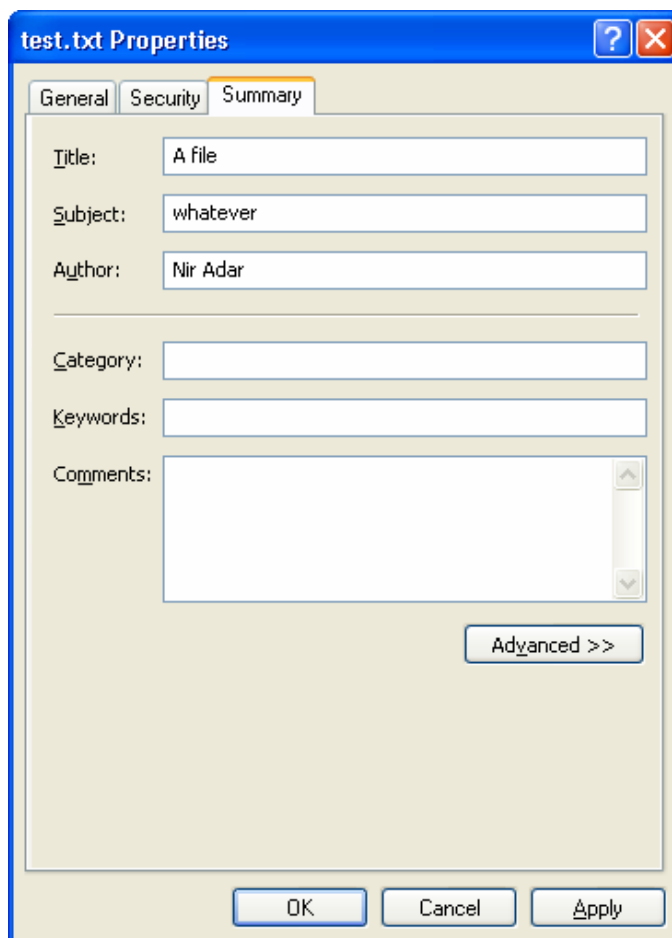 test.txt Properties
?
General Security Summary
Title: A file
Subject: whatever
Author: Nir Adar
Category:
Keywords:
Comments:
Advanced >>
OK Cancel Apply